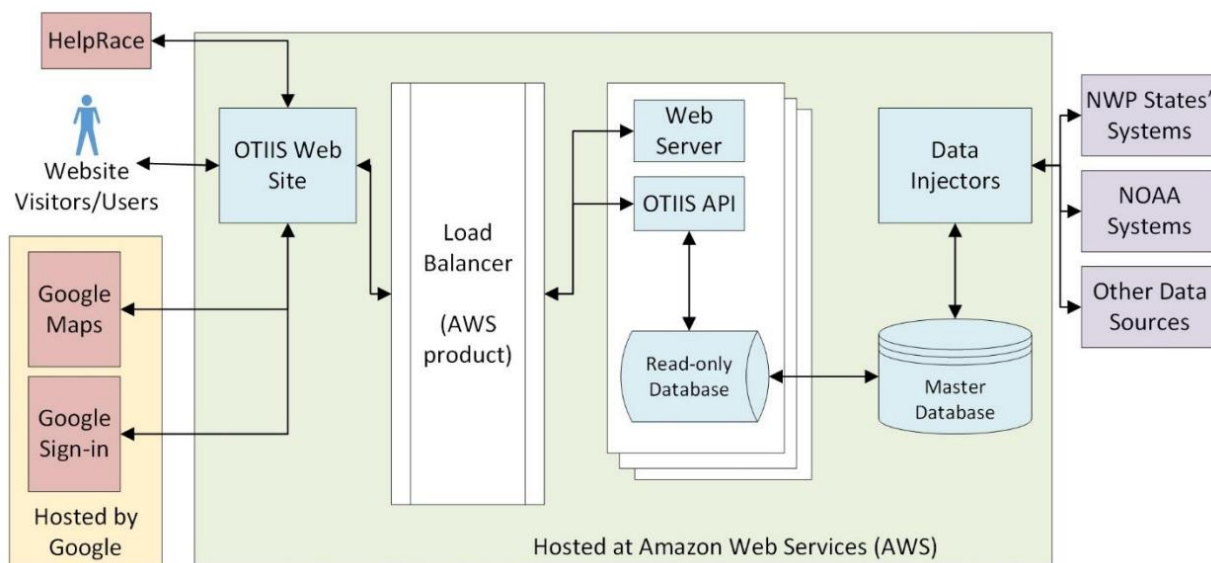 HelpRace
Website
Visitors/Users
Google
Maps
Google
Sign-in
Hosted by
Google
OTIIS Web
Site
Load
Balancer
(AWS
product)
Web
Server
OTIIS API
Read-only
Database
Data
Injectors
Master
Database
Hosted at Amazon Web Services (AWS)
NWP States’
Systems
NOAA
Systems
Other Data
Sources